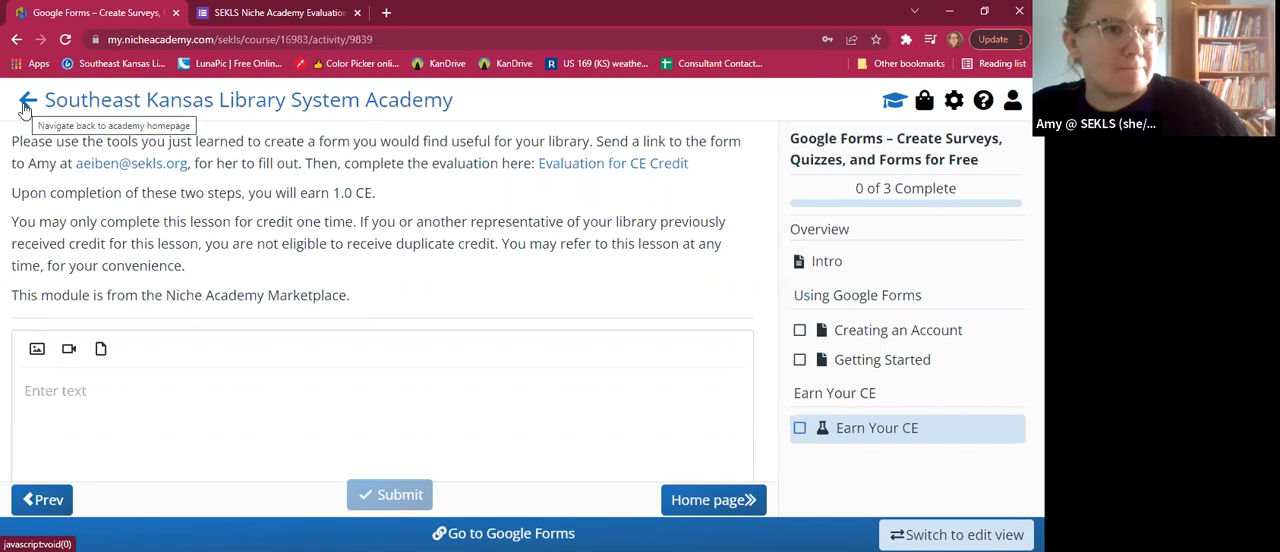 Google Forms – Create Surveys, Q
SEKLS Niche Academy Evaluation
my.nicheacademy.com/sekls/course/16983/activity/9839
Update
Apps
Southeast Kansas Li...
LunaPic | Free Onlin...
Color Picker onli...
KanDrive
KanDrive
US 169 (KS) weathe...
Consultant Contact...
Other bookmarks
Reading list
Southeast Kansas Library System Academy
Navigate back to academy homepage
Please use the tools you just learned to create a form you would find useful for your library. Send a link to the form
to Amy at aeiben@sekls.org, for her to fill out. Then, complete the evaluation here: Evaluation for CE Credit
Upon completion of these two steps, you will earn 1.0 CE.
You may only complete this lesson for credit one time. If you or another representative of your library previously
received credit for this lesson, you are not eligible to receive duplicate credit. You may refer to this lesson at any
time, for your convenience.
This module is from the Niche Academy Marketplace.
Enter text
Prev
Submit
Home page
Google Forms – Create Surveys,
Quizzes, and Forms for Free
0 of 3 Complete
Overview
Intro
Using Google Forms
Creating an Account
Getting Started
Earn Your CE
Earn Your CE
Go to Google Forms
Switch to edit view
javascript:void(0)
Amy @ SEKLS (she/...